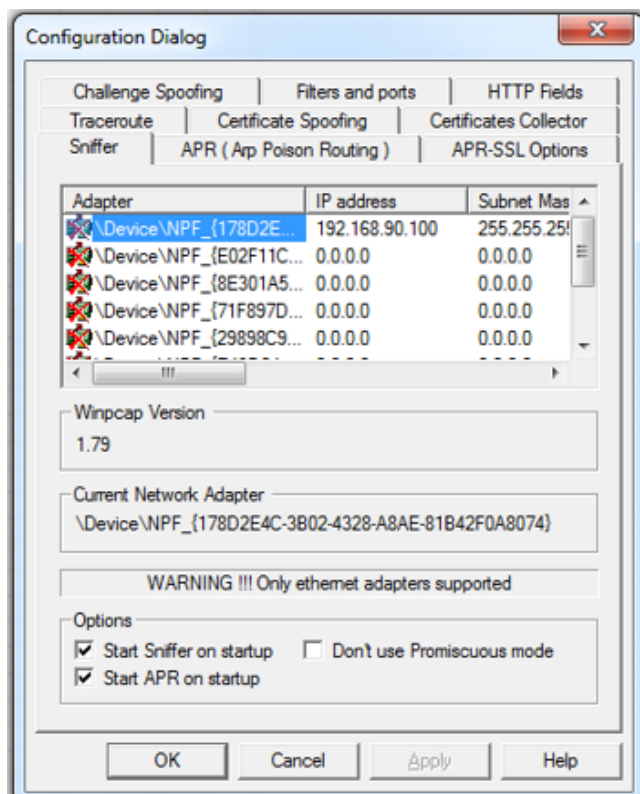 Configuration Dialog
Challenge Spoofing Filters and ports HTTP Fields
Traceroute Certificate Spoofing Certificates Collector
Sniffer APR ( Arp Poison Routing ) APR-SSL Options
Adapter IP address Subnet Mas
\Device\NPF_{178D2E... 192.168.90.100 255.255.25
\Device\NPF_{E02F11C... 0.0.0.0 0.0.0.0
\Device\NPF_{8E301A5... 0.0.0.0 0.0.0.0
\Device\NPF_{71F897D... 0.0.0.0 0.0.0.0
\Device\NPF_{29898C9... 0.0.0.0 0.0.0.0
Winpcap Version
1.79
Current Network Adapter
\Device\NPF_{178D2E4C-3B02-4328-A8AE-81B42F0A8074}
WARNING !!! Only ethernet adapters supported
Options
Start Sniffer on startup Don't use Promiscuous mode
Start APR on startup
OK Cancel Apply Help